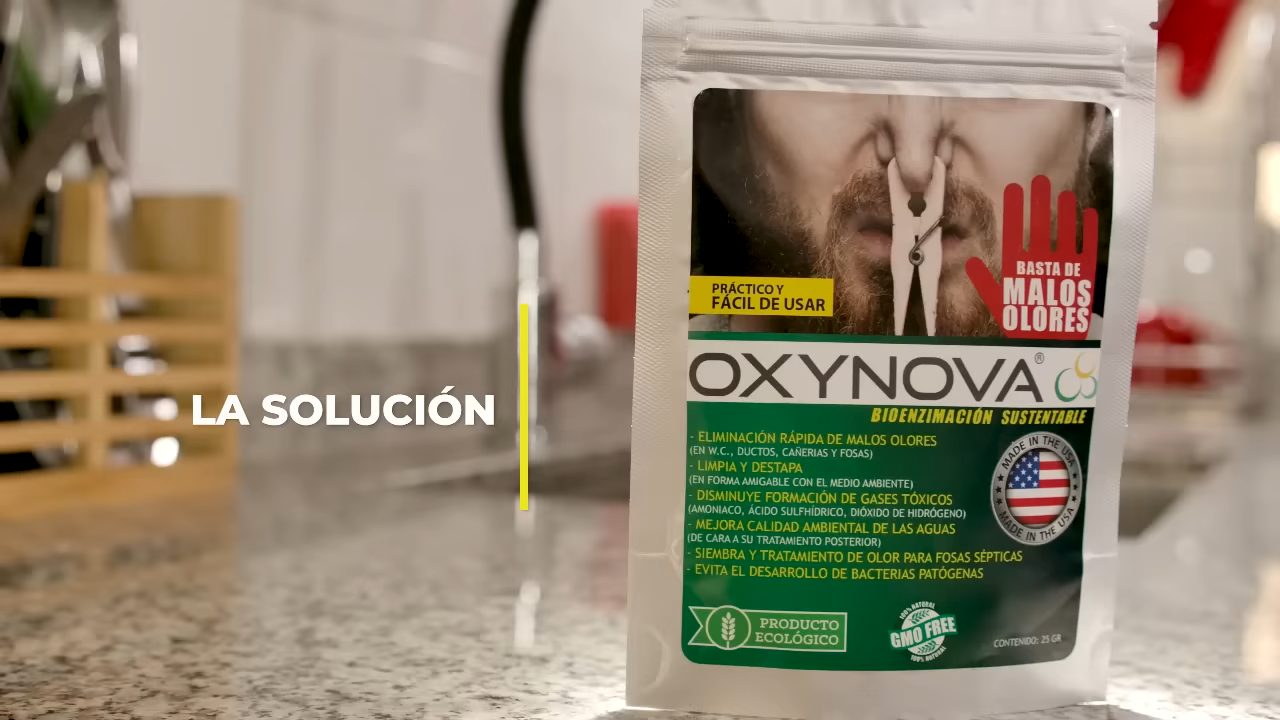 LA SOLUCIÓN
PRÁCTICO Y
FÁCIL DE USAR
BASTA DE
MALOS
OLORES
OXYNOVA®
BIOENZIMACIÓN SUSTENTABLE
- ELIMINACIÓN RÁPIDA DE MALOS OLORES
(EN W.C., DUCTOS, CAÑERIAS Y FOSAS)
- LIMPIA Y DESTAPA
(EN FORMA AMIGABLE CON EL MEDIO AMBIENTE)
- DISMINUYE FORMACIÓN DE GASES TÓXICOS
(AMONIACO, ÁCIDO SULFHÍDRICO, DIÓXIDO DE HIDRÓGENO)
- MEJORA CALIDAD AMBIENTAL DE LAS AGUAS
(DE CARA A SU TRATAMIENTO POSTERIOR)
- SIEMBRA Y TRATAMIENTO DE OLOR PARA FOSAS SÉPTICAS
- EVITA EL DESARROLLO DE BACTERIAS PATÓGENAS
MADE IN THE USA
MADE IN THE USA
PRODUCTO
ECOLÓGICO
100% NATURAL
GMO FREE
100% NATURAL
CONTENIDO: 25 GR